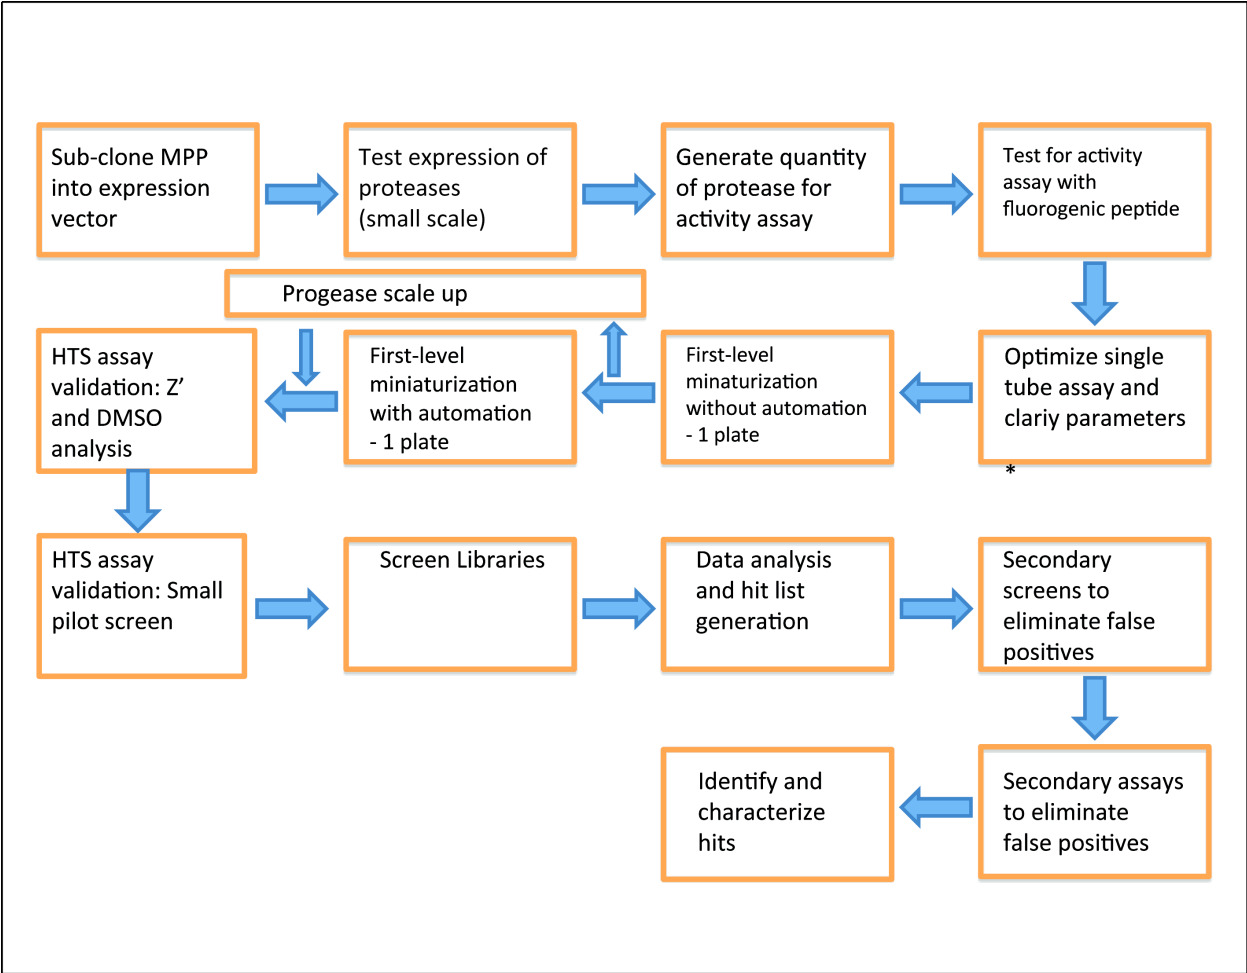 Sub-clone MPP
into expression
vector
Test expression of
proteases
(small scale)
Generate quantity
of protease for
activity assay
Test for activity
assay with
fluorogenic peptide
Progease scale up
HTS assay
validation: Z’
and DMSO
analysis
First-level
miniaturization
with automation
- 1 plate
First-level
minaturization
without automation
- 1 plate
Optimize single
tube assay and
clariy parameters
*
HTS assay
validation: Small
pilot screen
Screen Libraries
Data analysis
and hit list
generation
Secondary
screens to
eliminate false
positives
Identify and
characterize
hits
Secondary assays
to eliminate
false positives